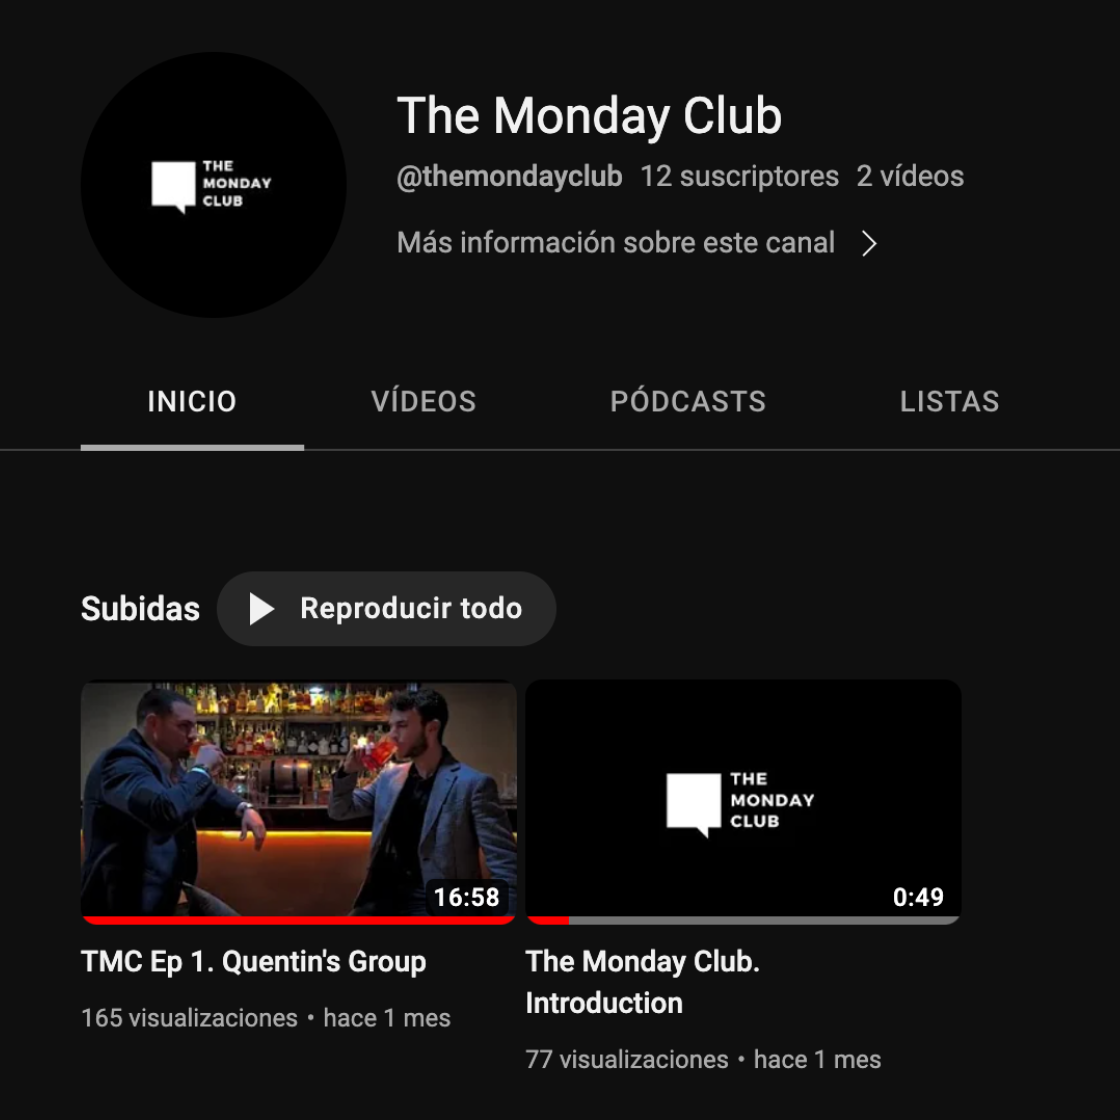 THE
MONDAY
CLUB
The Monday Club
@themondayclub 12 suscriptores 2 vídeos
Más información sobre este canal
INICIO VÍDEOS PÓDCASTS LISTAS
Subidas Reproducir todo
16:58
THE
MONDAY
CLUB
0:49
TMC Ep 1. Quentin's Group
165 visualizaciones • hace 1 mes
The Monday Club.
Introduction
77 visualizaciones • hace 1 mes